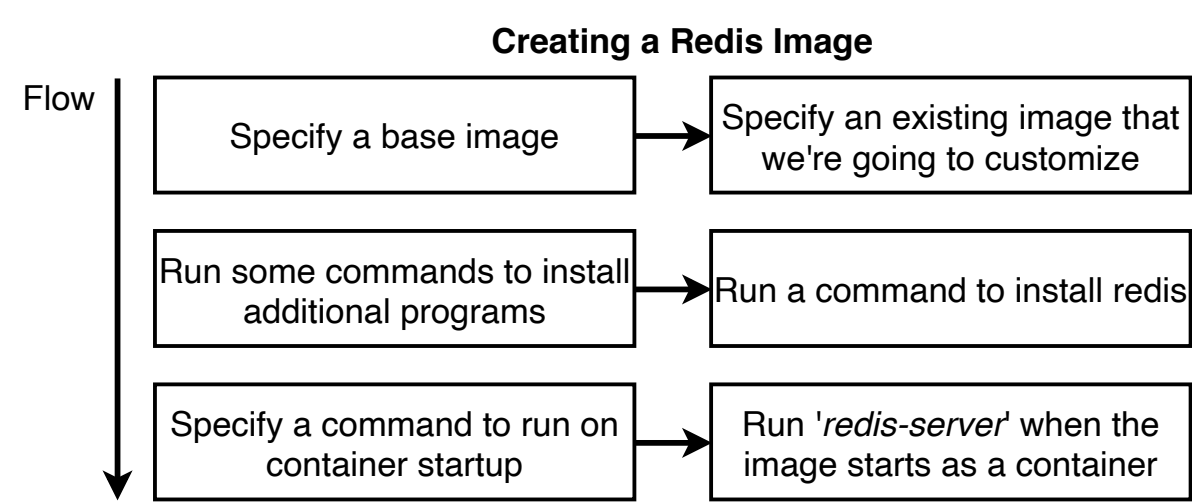 Creating a Redis Image
Flow
Specify a base image
Specify an existing image that
we're going to customize
Run some commands to install
additional programs
Run a command to install redis
Specify a command to run on
container startup
Run 'redis-server' when the
image starts as a container